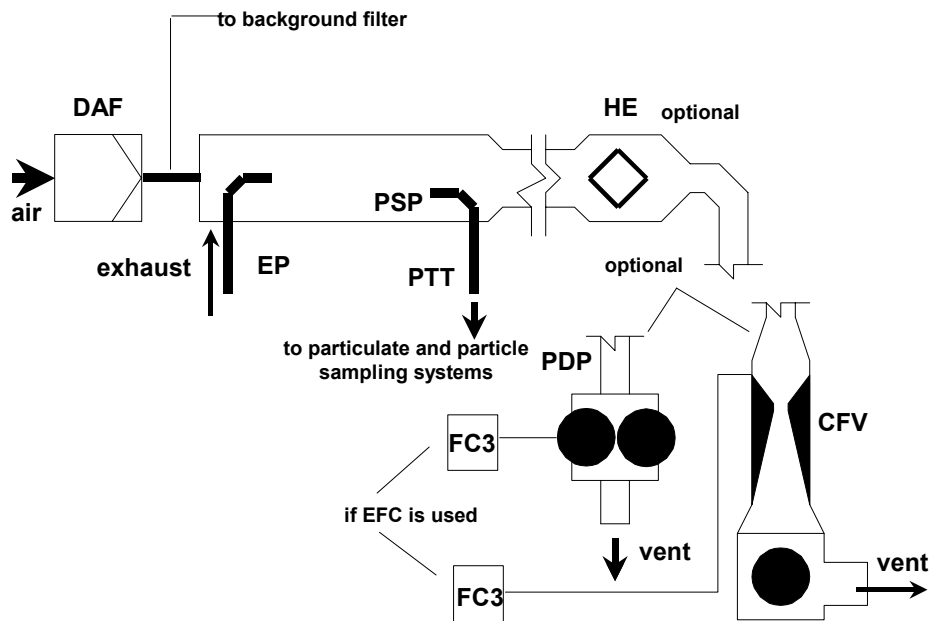 to background filter
DAF
HE
optional
air
PSP
exhaust
EP
PTT
optional
to particulate and particle
sampling systems
PDP
CFV
FC3
if EFC is used
vent
vent
FC3